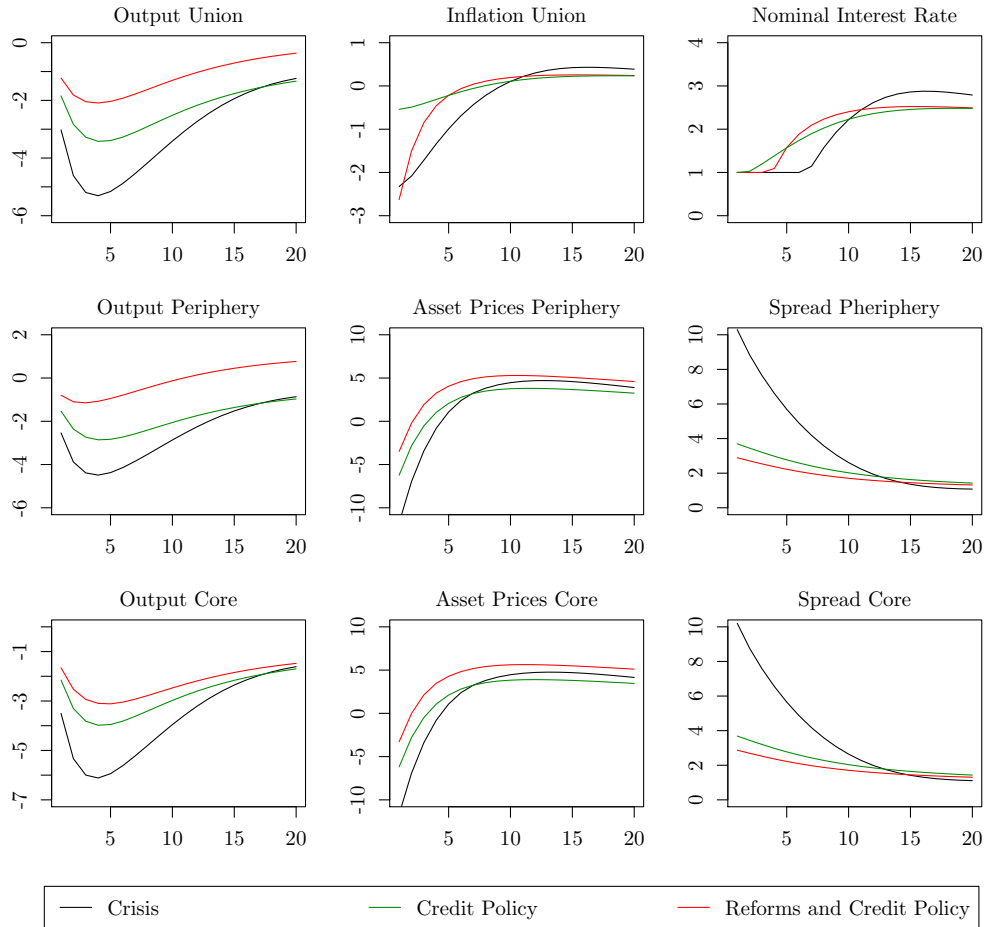 Output Union
Inflation Union
Nominal Interest Rate
0
-2
-4
-6
5 10 15 20
1
0
-1
-2
-3
5 10 15 20
4
3
2
1
0
5 10 15 20
Output Periphery
Asset Prices Periphery
Spread Pheriphery
2
0
-2
-4
-6
5 10 15 20
10
5
0
-5
-10
5 10 15 20
10
8
6
4
2
0
5 10 15 20
Output Core
Asset Prices Core
Spread Core
-1
-3
-5
-7
5 10 15 20
10
5
0
-5
-10
5 10 15 20
10
8
6
4
2
0
5 10 15 20
Crisis
Credit Policy
Reforms and Credit Policy